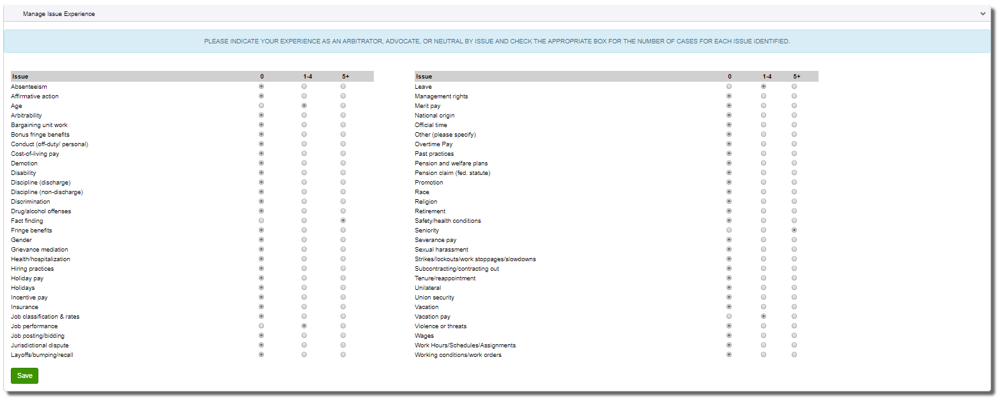 Manage Issue Experience
PLEASE INDICATE YOUR EXPERIENCE AS AN ARBITRATOR, ADVOCATE, OR NEUTRAL BY ISSUE AND CHECK THE APPROPRIATE BOX FOR THE NUMBER OF CASES FOR EACH ISSUE IDENTIFIED.
Issue 0 1-4 5+
Absenteeism
Affirmative action
Age
Arbitrability
Bargaining unit work
Bonus fringe benefits
Conduct (off-duty/ personal)
Cost-of-living pay
Demotion
Disability
Discipline (discharge)
Discipline (non-discharge)
Discrimination
Drug/alcohol offenses
Fact finding
Fringe benefits
Gender
Grievance mediation
Health/hospitalization
Hiring practices
Holiday pay
Holidays
Incentive pay
Insurance
Job classification & rates
Job performance
Job posting/bidding
Jurisdictional dispute
Layoffs/bumping/recall
Issue 0 1-4 5+
Leave
Management rights
Merit pay
National origin
Official time
Other (please specify)
Overtime Pay
Past practices
Pension and welfare plans
Pension claim (fed. statute)
Promotion
Race
Religion
Retirement
Safety/health conditions
Seniority
Severance pay
Sexual harassment
Strikes/lockouts/work stoppages/slowdowns
Subcontracting/contracting out
Tenure/reappointment
Unilateral
Union security
Vacation
Vacation pay
Violence or threats
Wages
Work Hours/Schedules/Assignments
Working conditions/work orders
Save